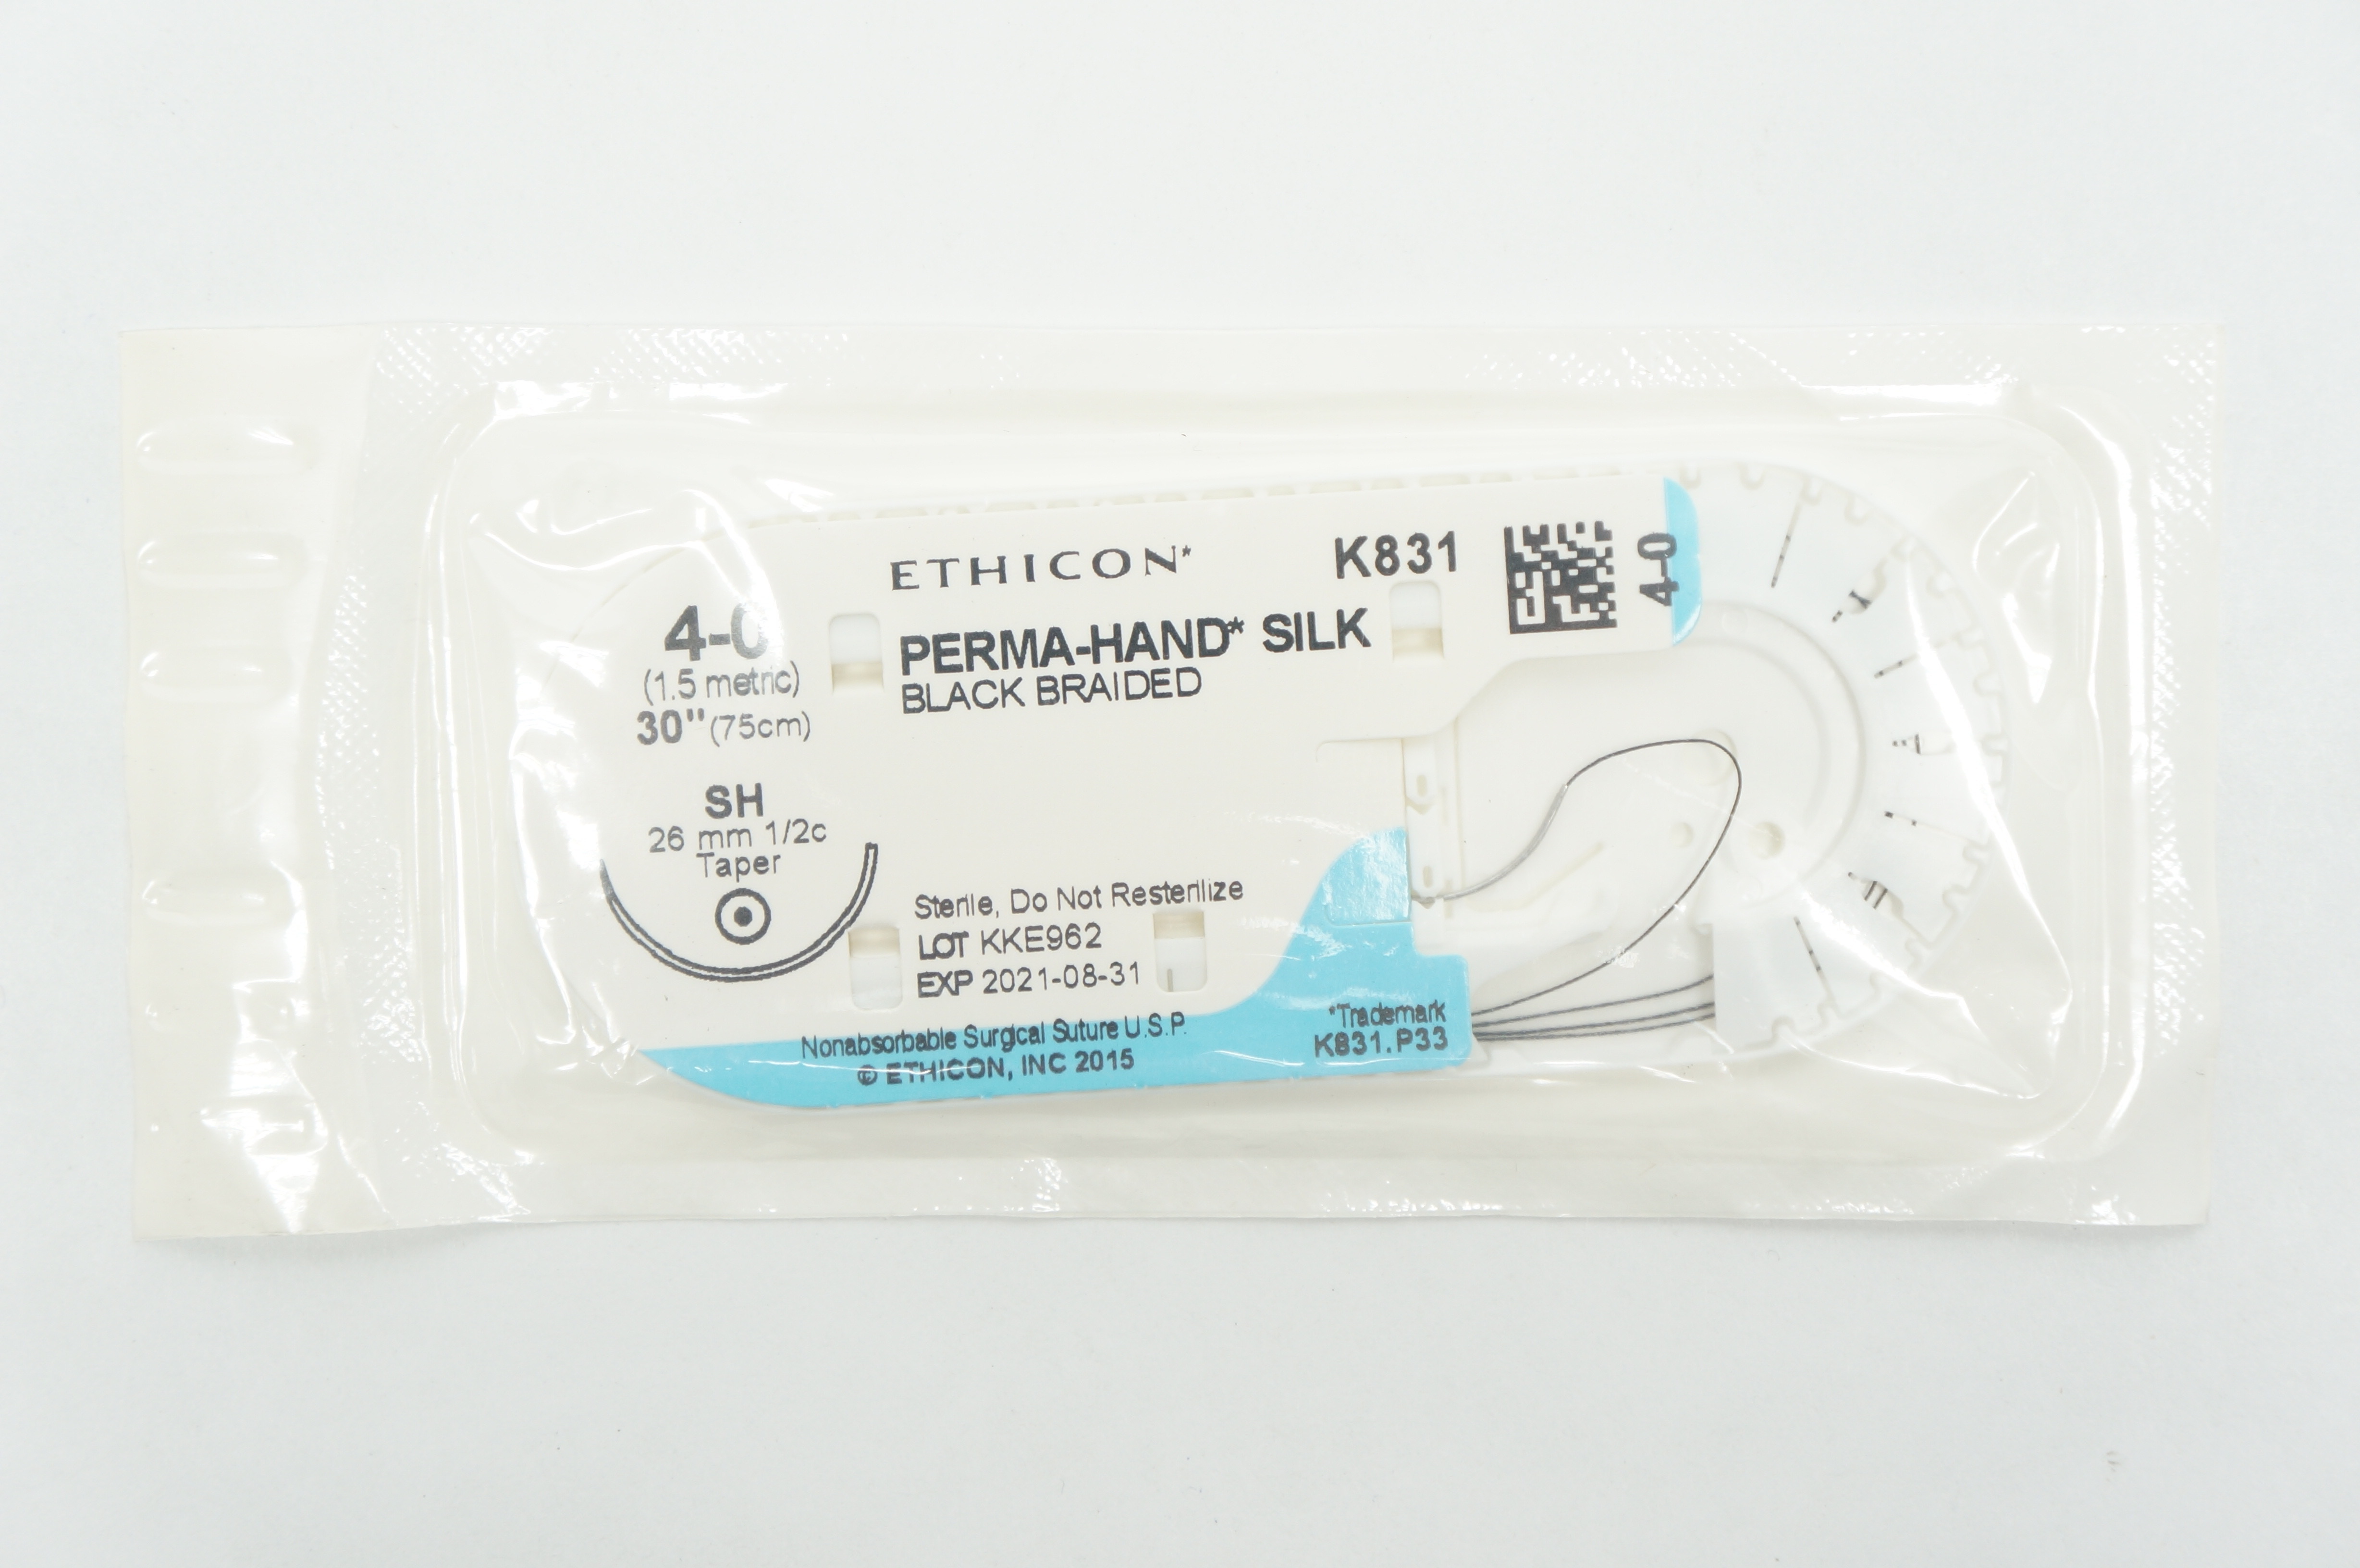 ETHICON*
K831
4-0
4-0
(1.5 metric)
30" (75cm)
PERMA-HAND* SILK
BLACK BRAIDED
SH
26 mm 1/2c
Taper
Sterile, Do Not Resterilize
LOT KKE962
EXP 2021-08-31
Nonabsorbable Surgical Suture U.S.P.
© ETHICON, INC 2015
*Trademark
K831.P33